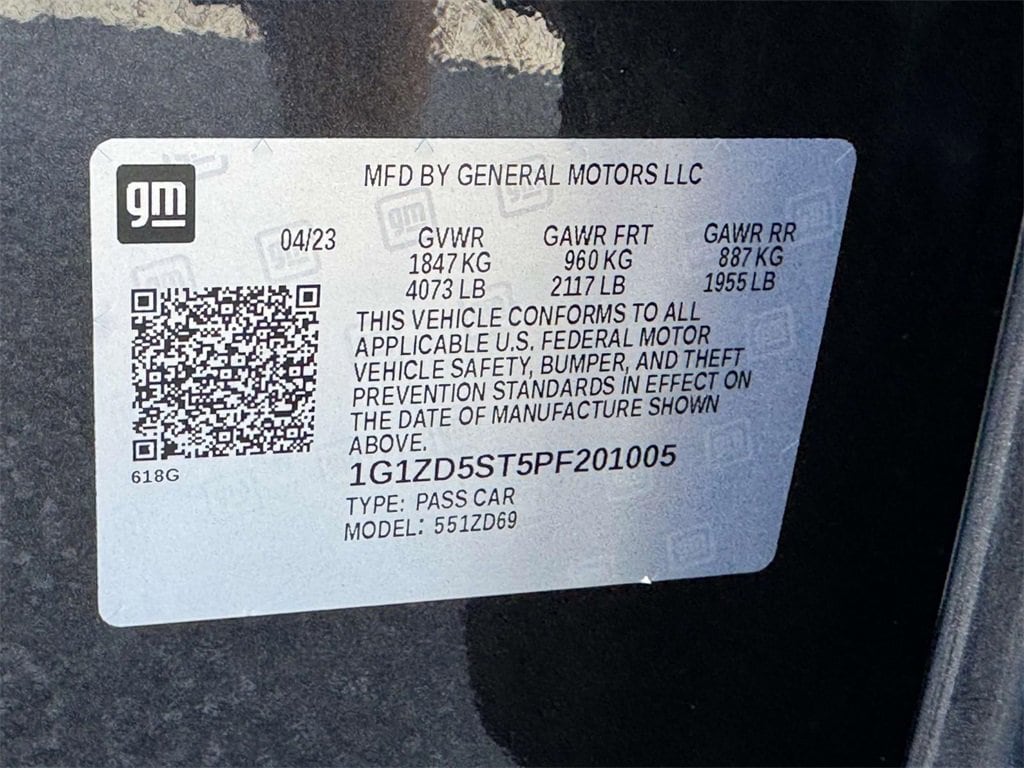 gm
MFD BY GENERAL MOTORS LLC
04/23 GVWR GAWR FRT GAWR RR
1847 KG 960 KG 887 KG
4073 LB 2117 LB 1955 LB
THIS VEHICLE CONFORMS TO ALL
APPLICABLE U.S. FEDERAL MOTOR
VEHICLE SAFETY, BUMPER, AND THEFT
PREVENTION STANDARDS IN EFFECT ON
THE DATE OF MANUFACTURE SHOWN
ABOVE.
618G
1G1ZD5ST5PF201005
TYPE: PASS CAR
MODEL: 551ZD69